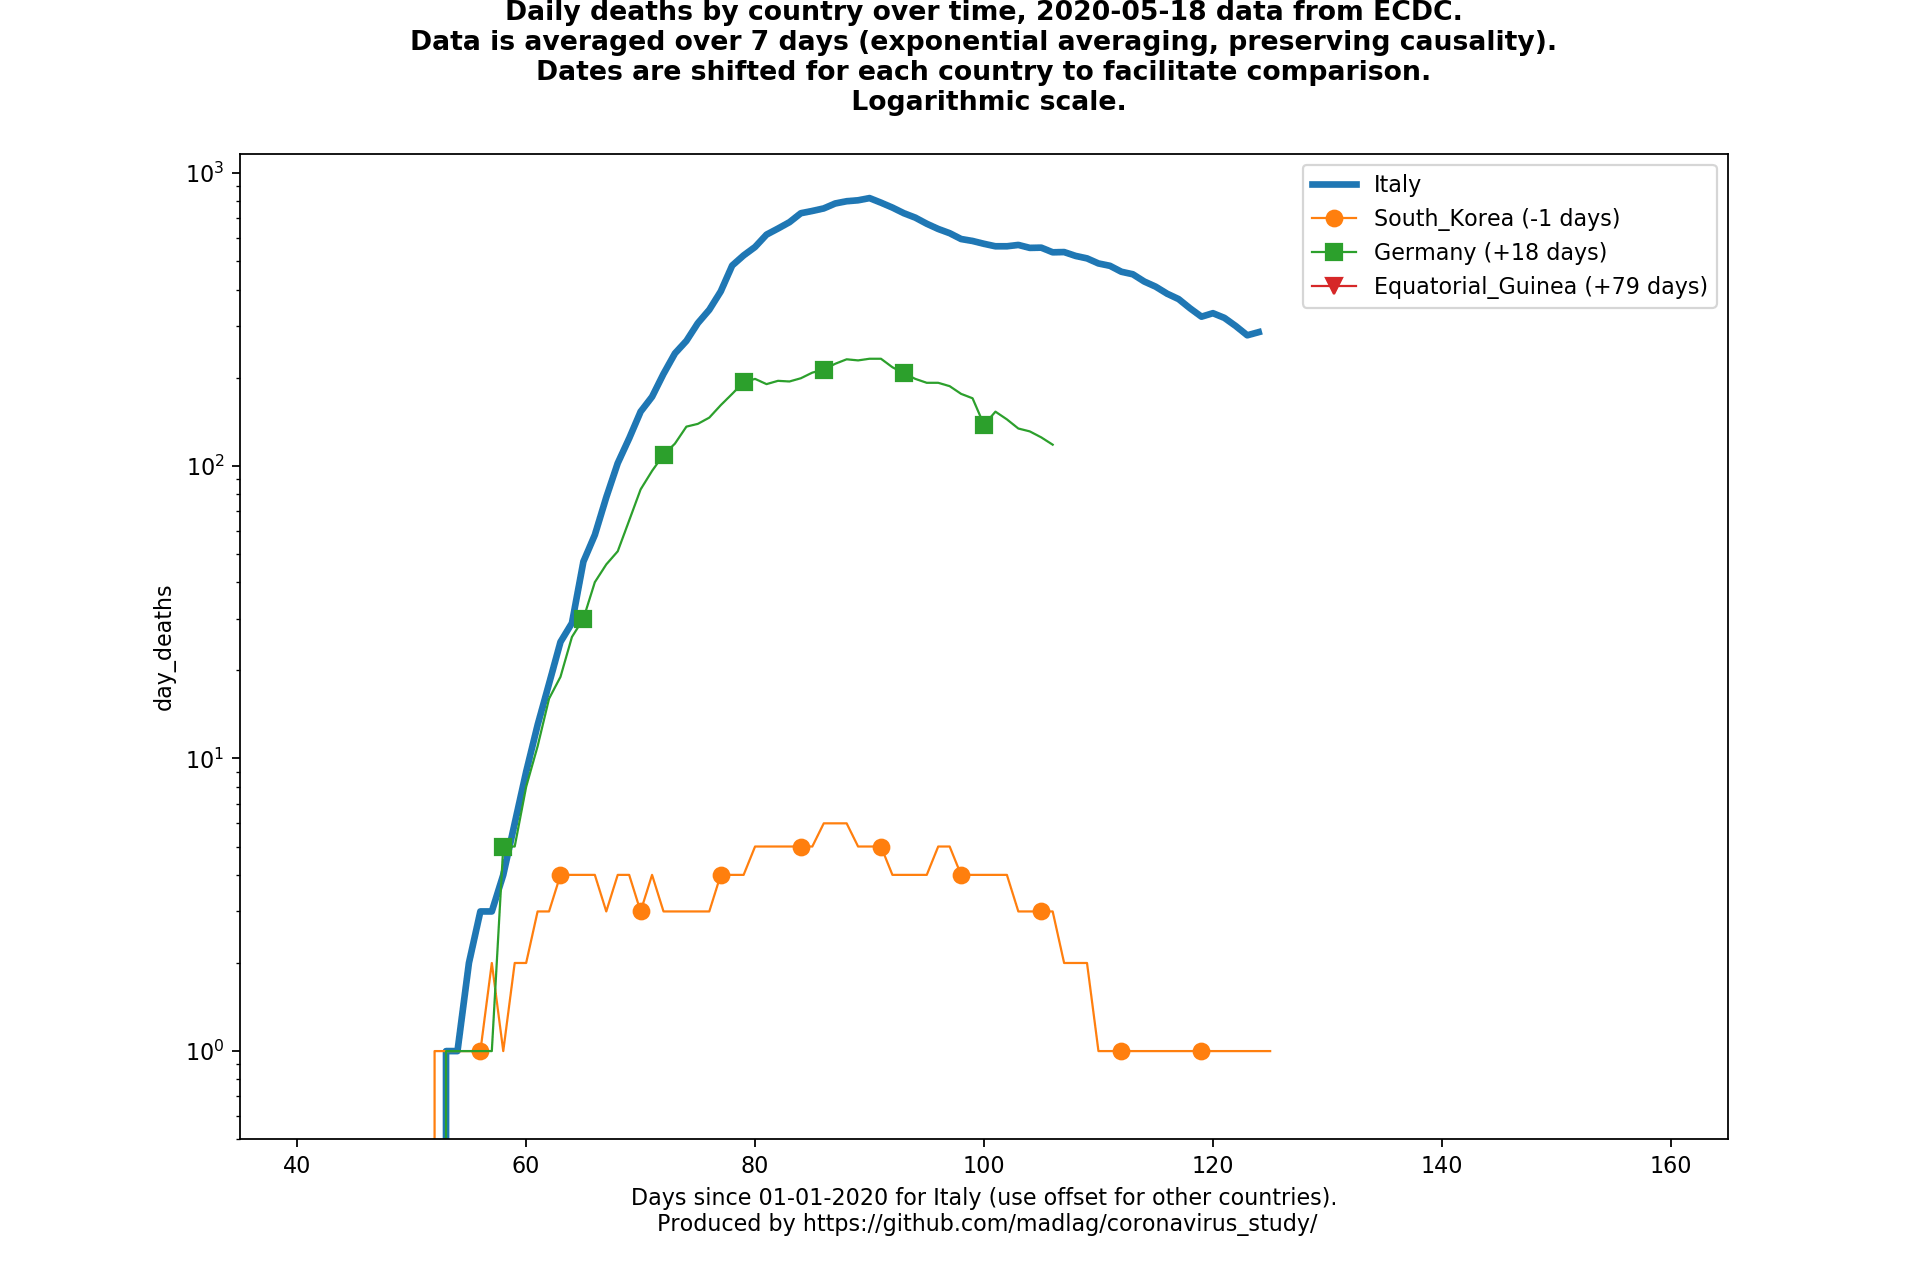 Daily deaths by country over time, 2020-05-18 data from ECDC.
Data is averaged over 7 days (exponential averaging, preserving causality).
Dates are shifted for each country to facilitate comparison.
Logarithmic scale.
10³
10²
10¹
10⁰
day_deaths
Italy
South_Korea (-1 days)
Germany (+18 days)
Equatorial_Guinea (+79 days)
40 60 80 100 120 140 160
Days since 01-01-2020 for Italy (use offset for other countries).
Produced by https://github.com/madlag/coronavirus_study/